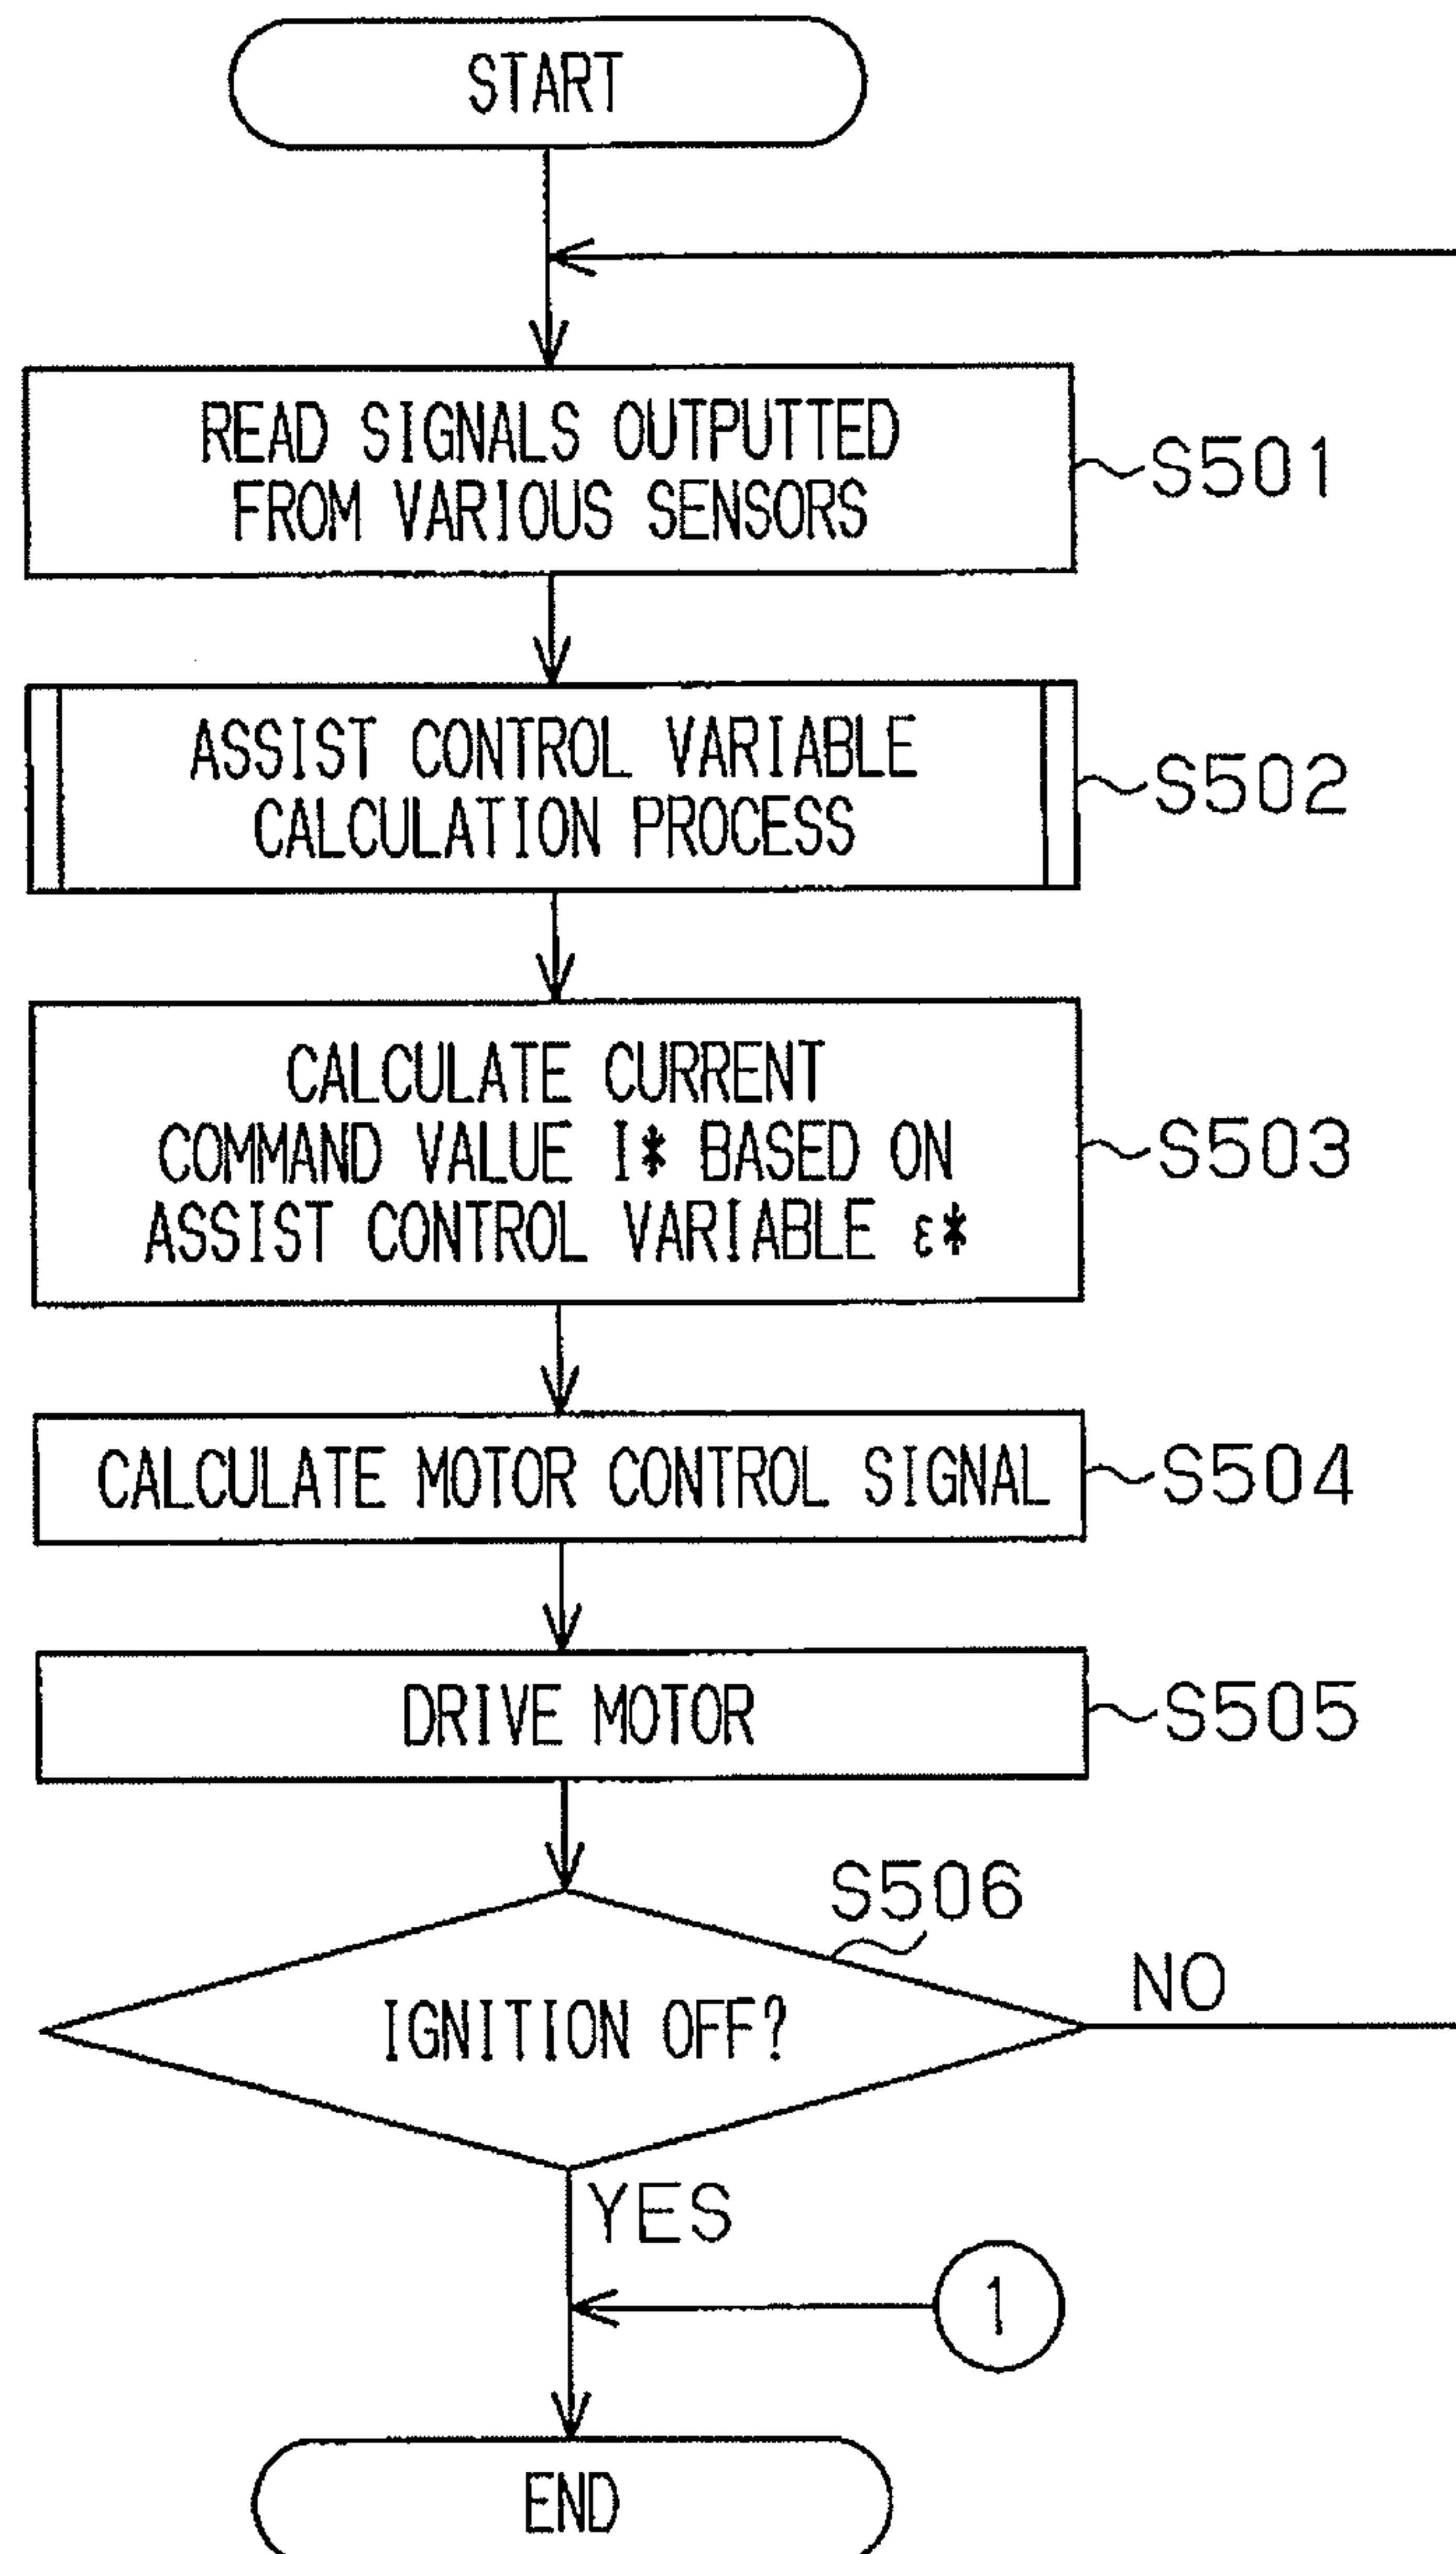 START
READ SIGNALS OUTPUTTED
FROM VARIOUS SENSORS
S501
ASSIST CONTROL VARIABLE
CALCULATION PROCESS
S502
CALCULATE CURRENT
COMMAND VALUE I* BASED ON
ASSIST CONTROL VARIABLE ε*
S503
CALCULATE MOTOR CONTROL SIGNAL
S504
DRIVE MOTOR
S505
S506
IGNITION OFF?
NO
YES
1
END